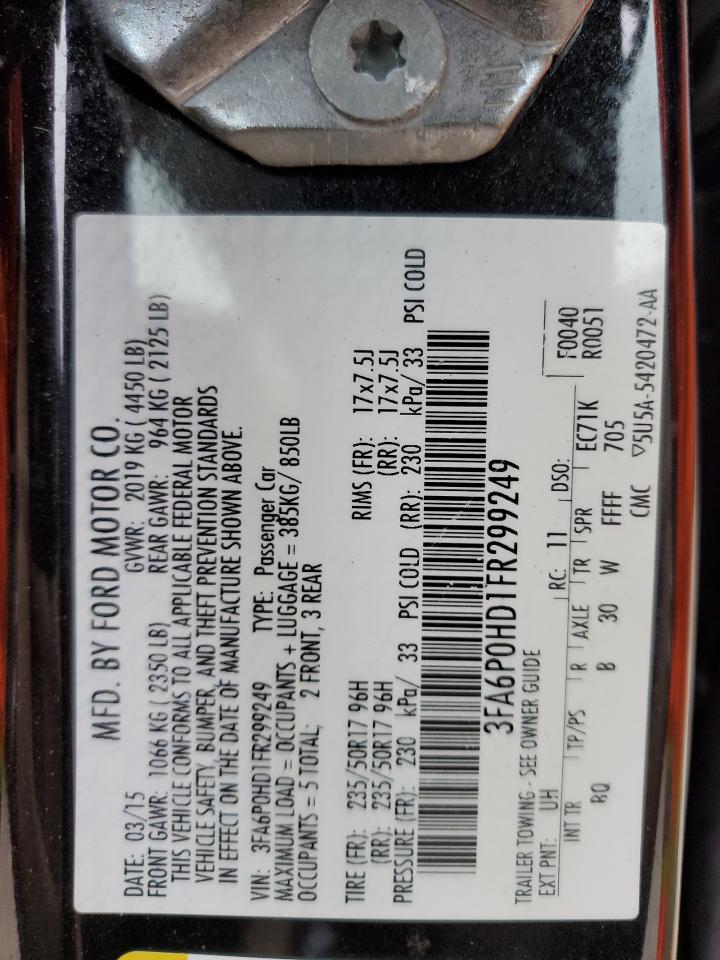 MFD. BY FORD MOTOR CO.
DATE: 03/15 GVWR: 2019 KG ( 4450 LB)
FRONT GAWR: 1066 KG ( 2350 LB) REAR GAWR: 964 KG ( 2125 LB)
THIS VEHICLE CONFORMS TO ALL APPLICABLE FEDERAL MOTOR
VEHICLE SAFETY, BUMPER, AND THEFT PREVENTION STANDARDS
IN EFFECT ON THE DATE OF MANUFACTURE SHOWN ABOVE.
VIN: 3FA6P0HD1FR299249 TYPE: Passenger Car
MAXIMUM LOAD = OCCUPANTS + LUGGAGE = 385KG/ 850LB
OCCUPANTS = 5 TOTAL; 2 FRONT, 3 REAR
TIRE (FR): 235/50R17 96H RIMS (FR): 17x7.5J
(RR): 235/50R17 96H (RR): 17x7.5J
PRESSURE (FR): 230 kPa/ 33 PSI COLD (RR): 230 kPa/ 33 PSI COLD
3FA6P0HD1FR299249
TRAILER TOWING - SEE OWNER GUIDE
EXT PNT: UH RC: 11 DSO: F0040
INT TR TP/PS R AXLE TR SPR EC71K R0051
BQ B 30 W FFFF 705
CMC ▽5U5A-5420472-AA